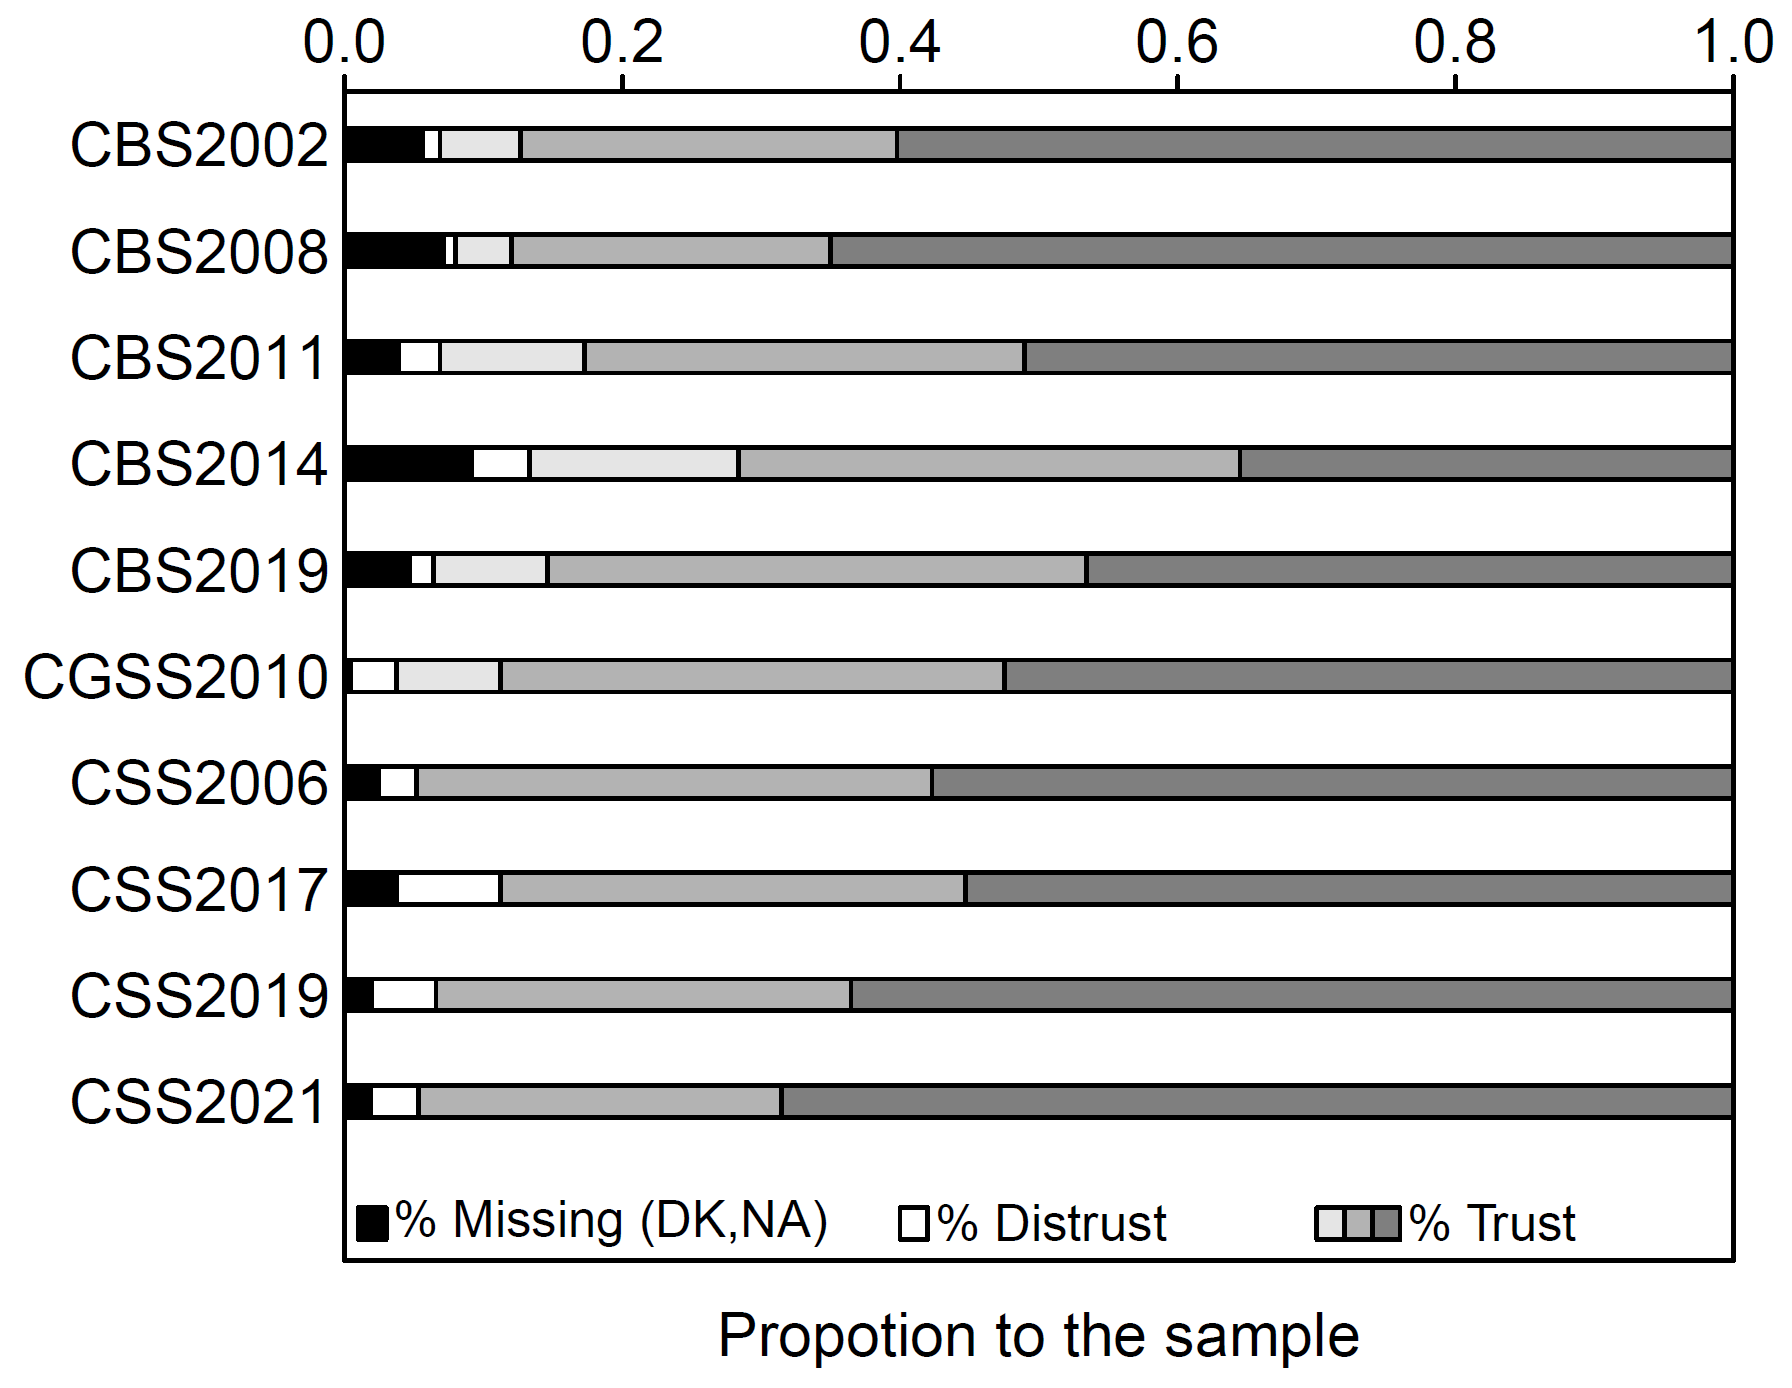 0.0 0.2 0.4 0.6 0.8 1.0
CBS2002
CBS2008
CBS2011
CBS2014
CBS2019
CGSS2010
CSS2006
CSS2017
CSS2019
CSS2021
% Missing (DK,NA) % Distrust % Trust
Propotion to the sample